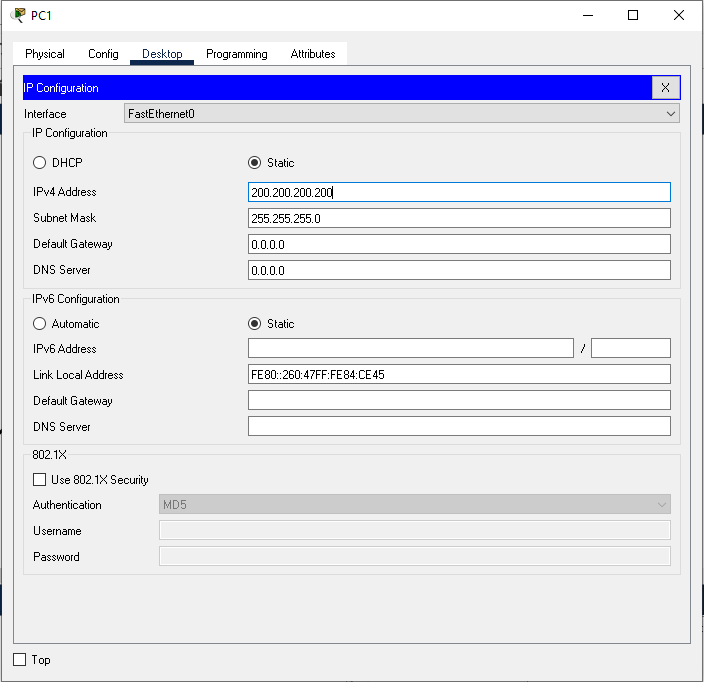 PC1
Physical Config Desktop Programming Attributes
IP Configuration X
Interface FastEthernet0
IP Configuration
DHCP Static
IPv4 Address 200.200.200.200
Subnet Mask 255.255.255.0
Default Gateway 0.0.0.0
DNS Server 0.0.0.0
IPv6 Configuration
Automatic Static
IPv6 Address /
Link Local Address FE80::260:47FF:FE84:CE45
Default Gateway
DNS Server
802.1X
Use 802.1X Security
Authentication MD5
Username
Password
Top